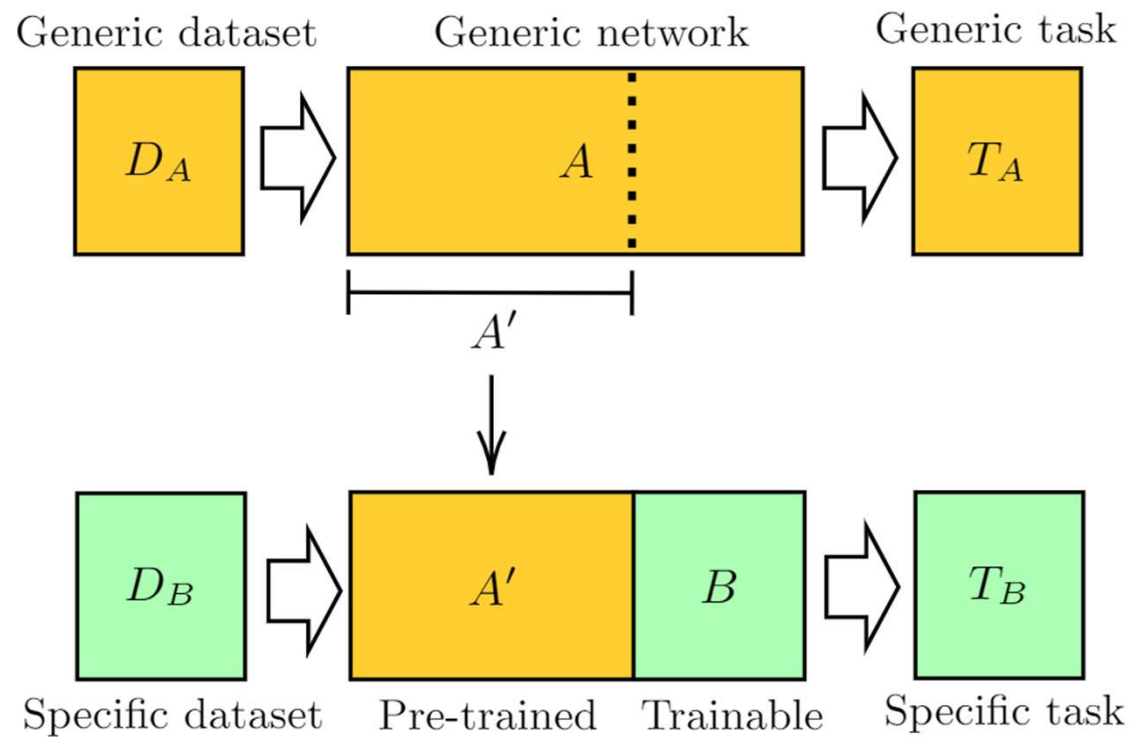 Generic dataset
Generic network
Generic task
D_A
A
T_A
A′
D_B
A′
B
T_B
Specific dataset
Pre-trained
Trainable
Specific task